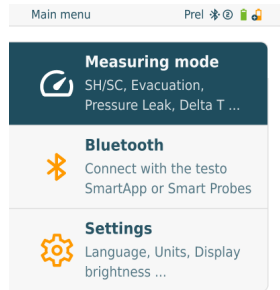 Main menu Prel ②
Measuring mode
SH/SC, Evacuation,
Pressure Leak, Delta T ...
Bluetooth
Connect with the testo
SmartApp or Smart Probes
Settings
Language, Units, Display
brightness ...